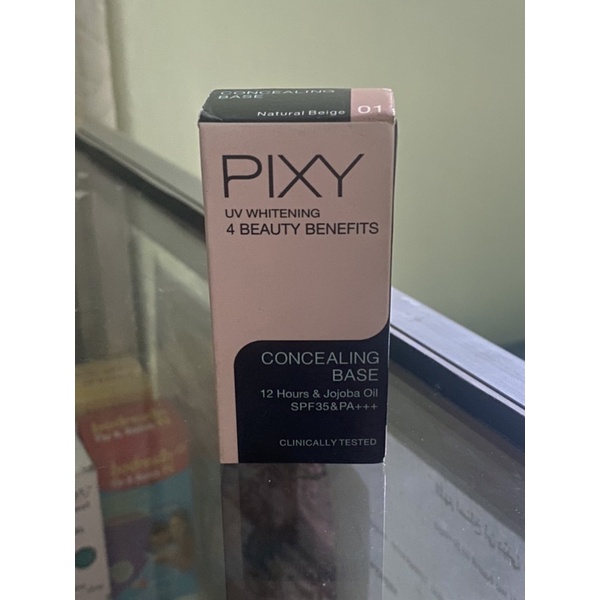 CONCEALING
BASE
Natural Beige 01
PIXY
UV WHITENING
4 BEAUTY BENEFITS
CONCEALING
BASE
12 Hours & Jojoba Oil
SPF35&PA+++
CLINICALLY TESTED